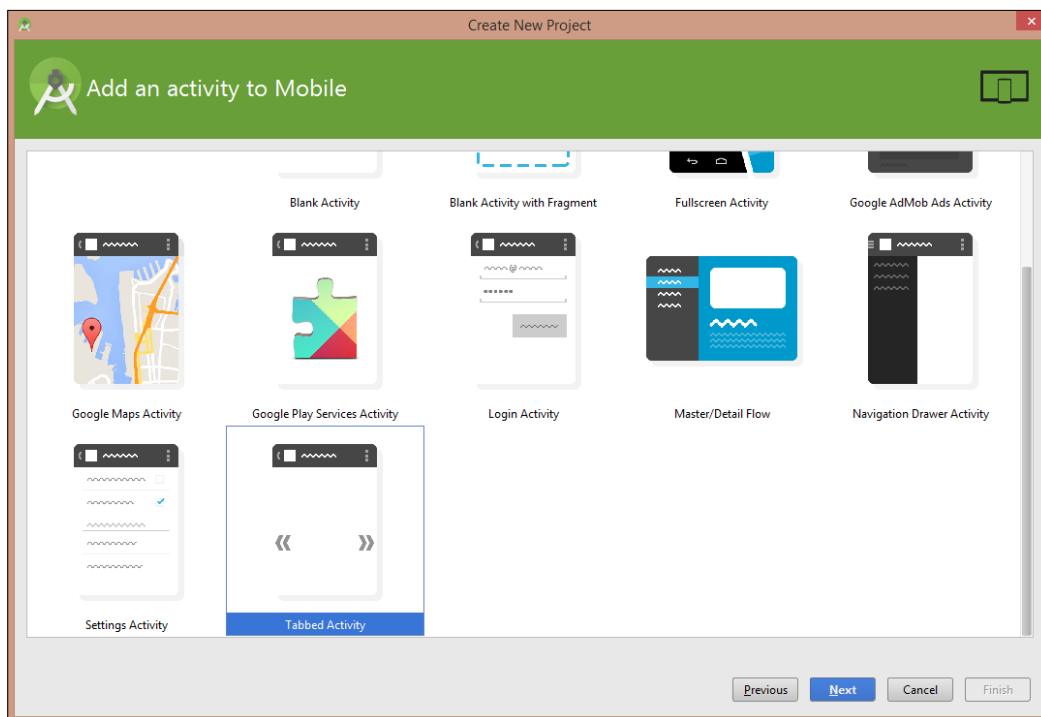 Create New Project
Add an activity to Mobile
Blank Activity
Blank Activity with Fragment
Fullscreen Activity
Google AdMob Ads Activity
Google Maps Activity
Google Play Services Activity
Login Activity
Master/Detail Flow
Navigation Drawer Activity
Settings Activity
Tabbed Activity
Previous
Next
Cancel
Finish